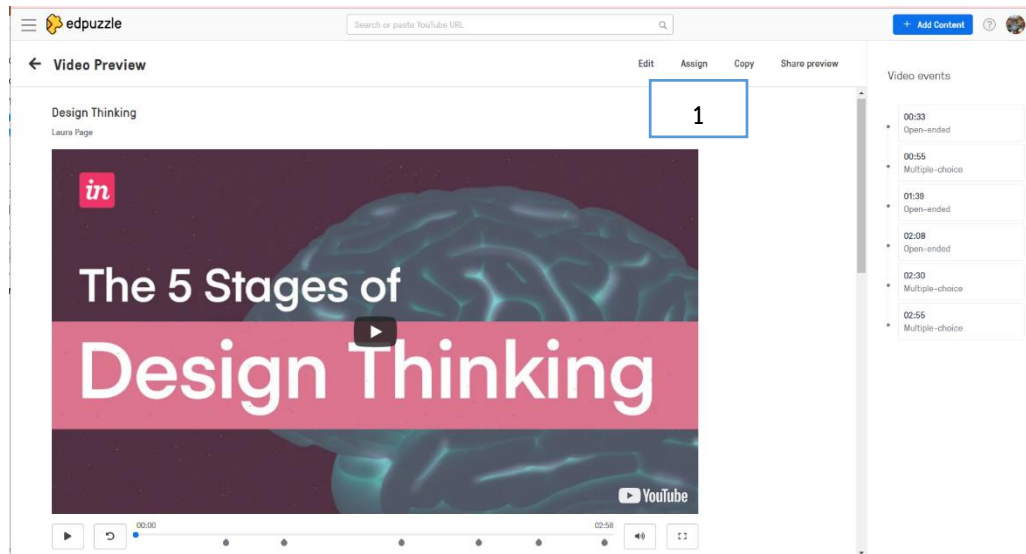 edpuzzle
Search or paste YouTube URL
+ Add Content
?
Video Preview
Edit Assign Copy Share preview
1
Design Thinking
Laura Page
in
The 5 Stages of
Design Thinking
YouTube
00:00
02:58
Video events
00:33
Open-ended
00:55
Multiple-choice
01:39
Open-ended
02:08
Open-ended
02:30
Multiple-choice
02:55
Multiple-choice